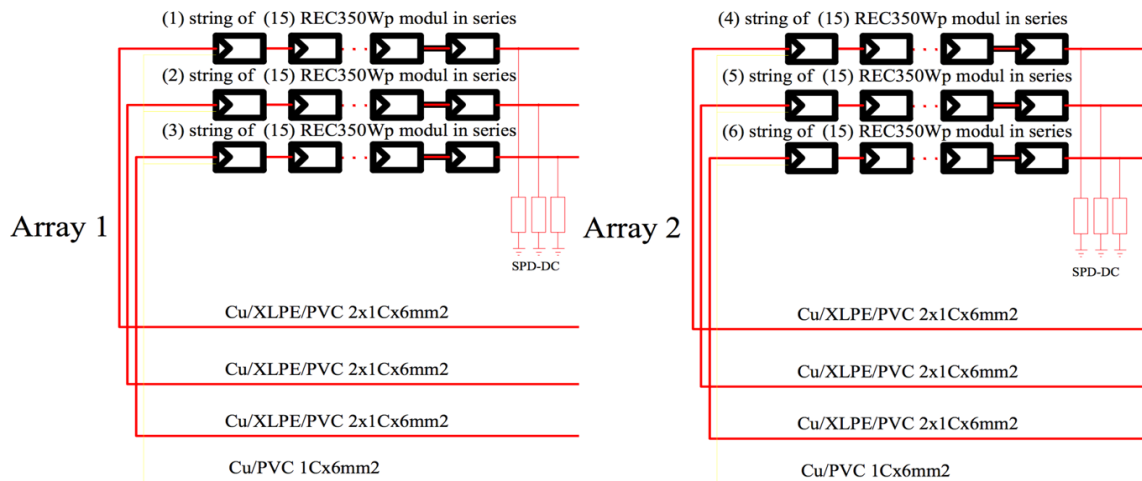 (1) string of (15) REC350Wp modul in series
(2) string of (15) REC350Wp modul in series
(3) string of (15) REC350Wp modul in series
Array 1
SPD-DC
Cu/XLPE/PVC 2x1Cx6mm2
Cu/XLPE/PVC 2x1Cx6mm2
Cu/XLPE/PVC 2x1Cx6mm2
Cu/PVC 1Cx6mm2
(4) string of (15) REC350Wp modul in series
(5) string of (15) REC350Wp modul in series
(6) string of (15) REC350Wp modul in series
Array 2
SPD-DC
Cu/XLPE/PVC 2x1Cx6mm2
Cu/XLPE/PVC 2x1Cx6mm2
Cu/XLPE/PVC 2x1Cx6mm2
Cu/PVC 1Cx6mm2